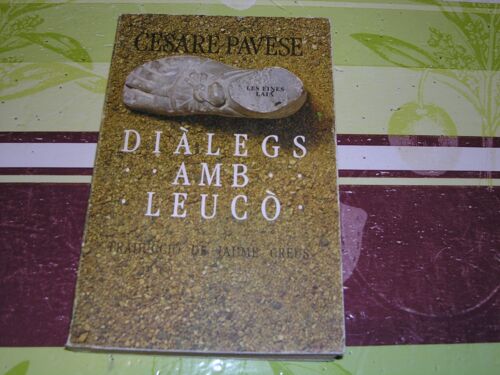 CESARE PAVESE
LES EINES
LAIA
DIÀLEGS
· AMB ·
· LEUCÒ ·
TRADUCCIÓ DE JAUME CREUS